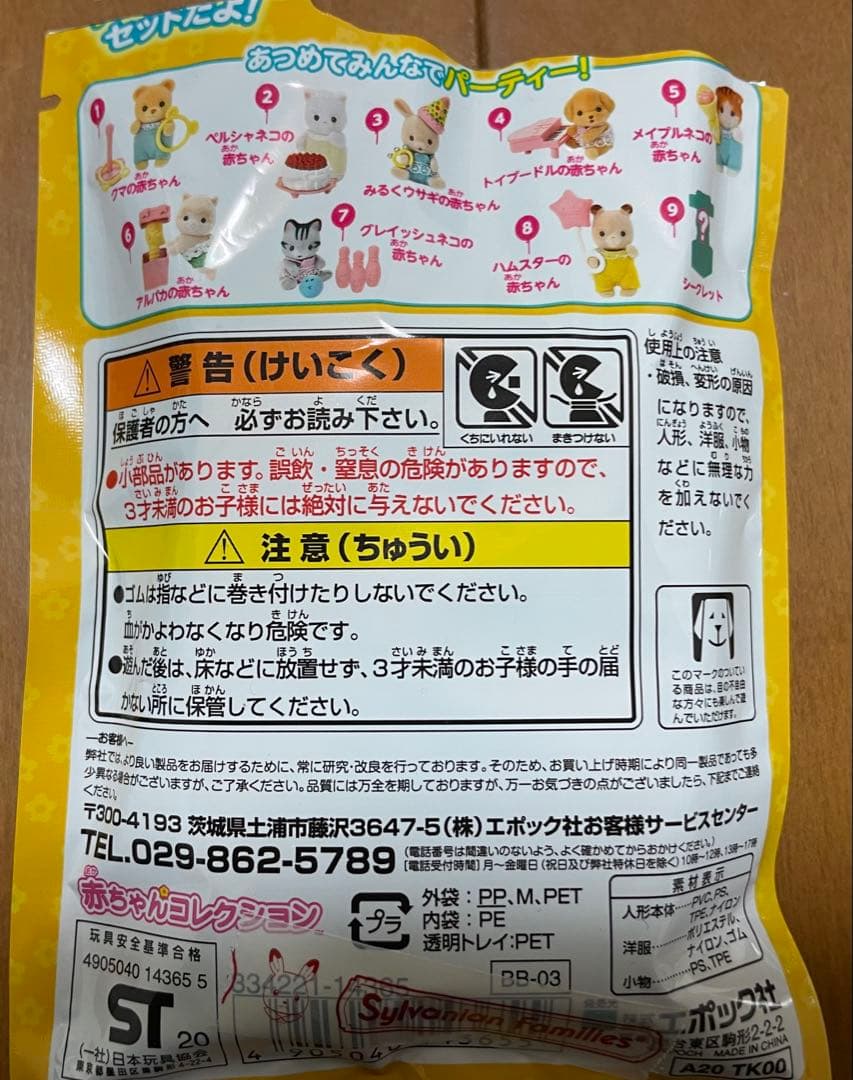 セットだよ!
あつめてみんなでパーティー!
1
クマの赤ちゃん
2
ペルシャネコの
赤ちゃん
3
みるくウサギの赤ちゃん
4
トイプードルの赤ちゃん
5
メイプルネコの
赤ちゃん
6
アルパカの赤ちゃん
7
グレイッシュネコの
赤ちゃん
8
ハムスターの
赤ちゃん
9
?
シークレット
警告(けいこく)
保護者の方へ 必ずお読み下さい。
くちにいれない
まきつけない
●小部品があります。誤飲・窒息の危険がありますので、
3才未満のお子様には絶対に与えないでください。
注意(ちゅうい)
●ゴムは指などに巻き付けたりしないでください。
血がかよわなくなり危険です。
●遊んだ後は、床などに放置せず、3才未満のお子様の手の届
かない所に保管してください。
使用上の注意
・破損、変形の原因
になりますので、
人形、洋服、小物
などに無理な力
を加えないでく
ださい。
このマークのついてい
る商品は、目の不自由
な方々にも楽しんで遊
んでいただけます。
―お客様へ―
弊社では、より良い製品をお届けするために、常に研究・改良を行っております。そのため、お買い上げ時期により同一製品であっても多
少異なる場合がございますが、ご了承ください。品質には万全を期しておりますが、万一お気づきの点がございましたら、下記までご連絡
ください。
〒300-4193 茨城県土浦市藤沢3647-5(株)エポック社お客様サービスセンター
TEL.029-862-5789
[電話番号は間違いのないよう、よく確かめてからおかけください。]
[電話受付時間]月〜金曜日(祝日及び弊社特休日を除く)10時〜12時、13時〜17時
赤ちゃんコレクション
プラ
外袋:PP、M、PET
内袋:PE
透明トレイ:PET
素材表示
人形本体……PVC,PS,
TPE,ナイロン
洋服……ポリエステル、
ナイロン、ゴム
小物……PS,TPE
玩具安全基準合格
4905040 14365 5
ST 20
(一社)日本玩具協会
東京都墨田区東駒形4-22-4
BB-03
Sylvanian Families
発売元
株式会社エポック社
台東区駒形2-2-2
EPOCH MADE IN CHINA
A20 TK00